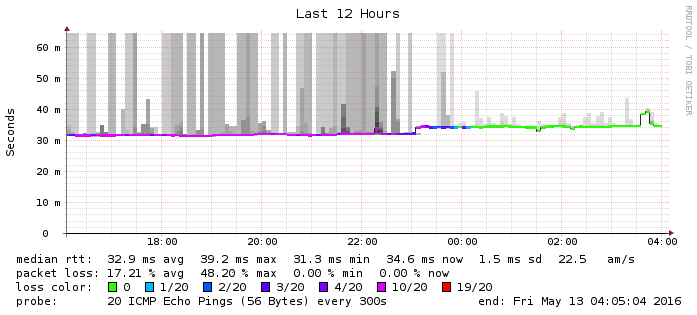 Last 12 Hours
RRDTOOL / TOBI OETIKER
Seconds
60 m
50 m
40 m
30 m
20 m
10 m
0
18:00 20:00 22:00 00:00 02:00 04:00
median rtt: 32.9 ms avg 39.2 ms max 31.3 ms min 34.6 ms now 1.5 ms sd 22.5 am/s
packet loss: 17.21 % avg 48.20 % max 0.00 % min 0.00 % now
loss color: 0 1/20 2/20 3/20 4/20 10/20 19/20
probe: 20 ICMP Echo Pings (56 Bytes) every 300s end: Fri May 13 04:05:04 2016